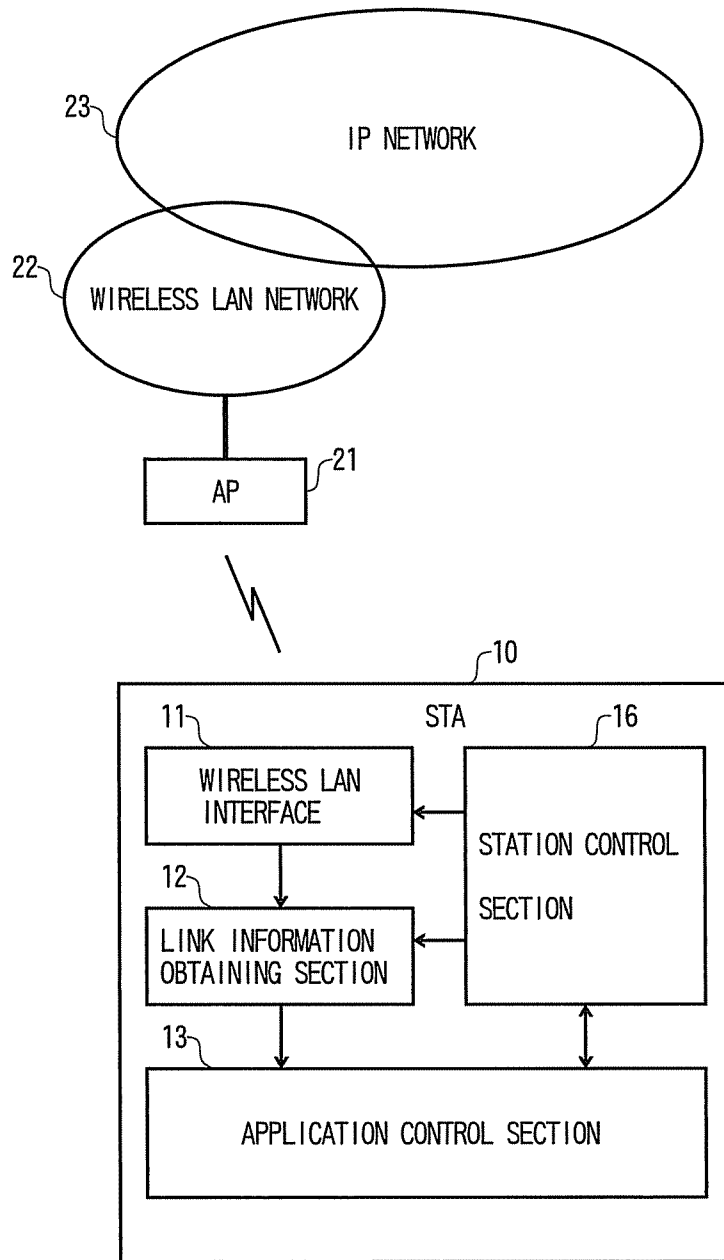 23
IP NETWORK
22
WIRELESS LAN NETWORK
21
AP
10
STA
11
WIRELESS LAN
INTERFACE
16
STATION CONTROL
SECTION
12
LINK INFORMATION
OBTAINING SECTION
13
APPLICATION CONTROL SECTION